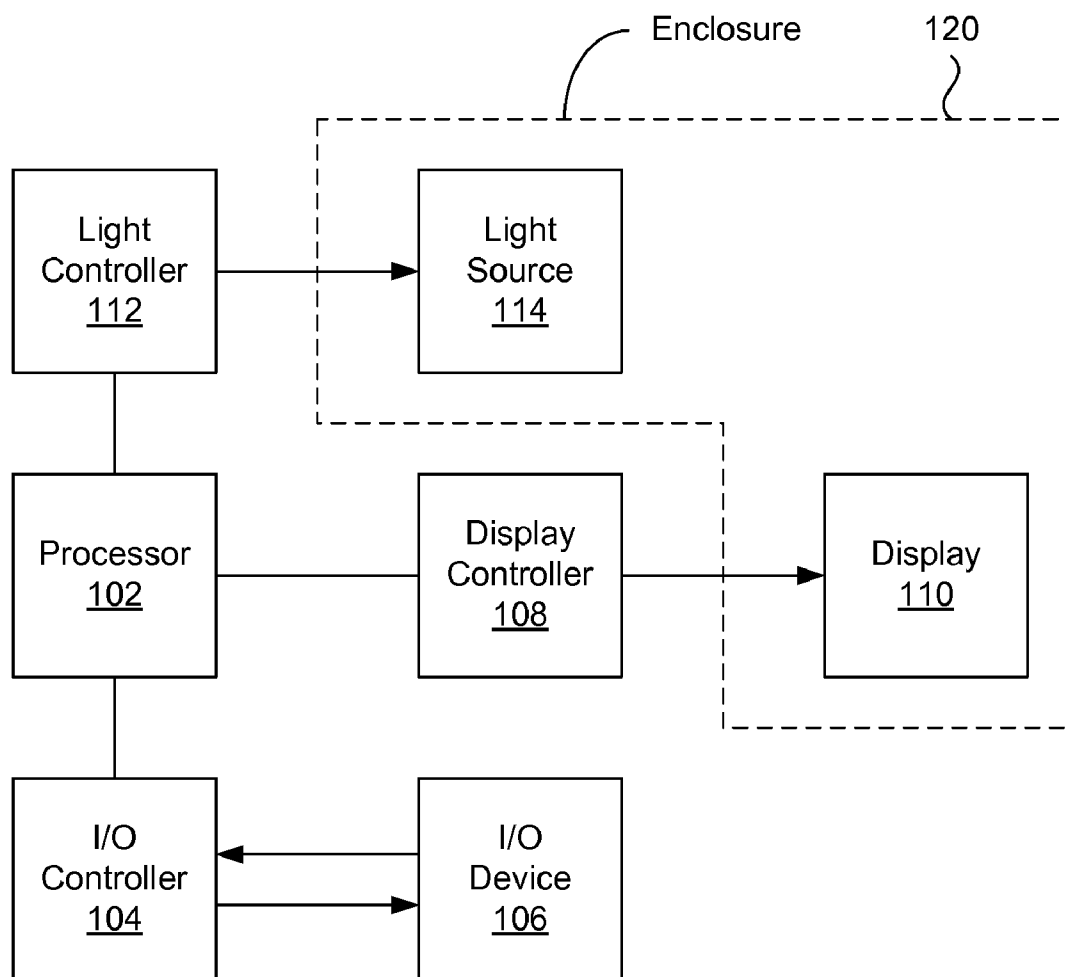 Enclosure 120
Light
Controller
112
Light
Source
114
Processor
102
Display
Controller
108
Display
110
I/O
Controller
104
I/O
Device
106